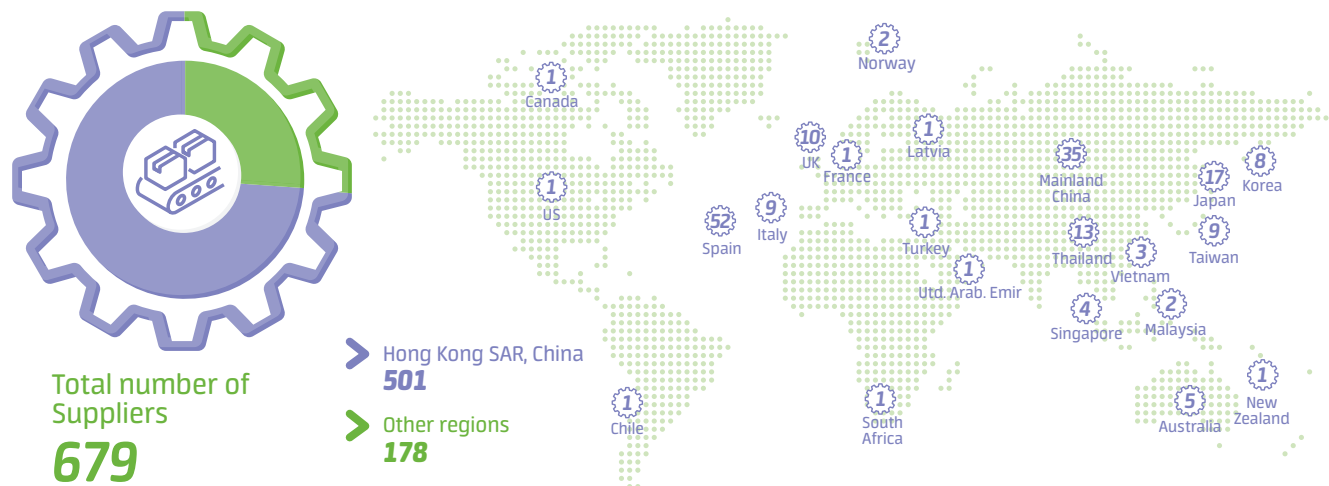 Total number of
Suppliers
679
Hong Kong SAR, China
501
Other regions
178
1
Canada
1
US
1
Chile
2
Norway
10
UK
1
France
1
Latvia
52
Spain
9
Italy
1
Turkey
1
Utd. Arab. Emir
1
South
Africa
35
Mainland
China
13
Thailand
3
Vietnam
4
Singapore
2
Malaysia
17
Japan
8
Korea
9
Taiwan
5
Australia
1
New
Zealand